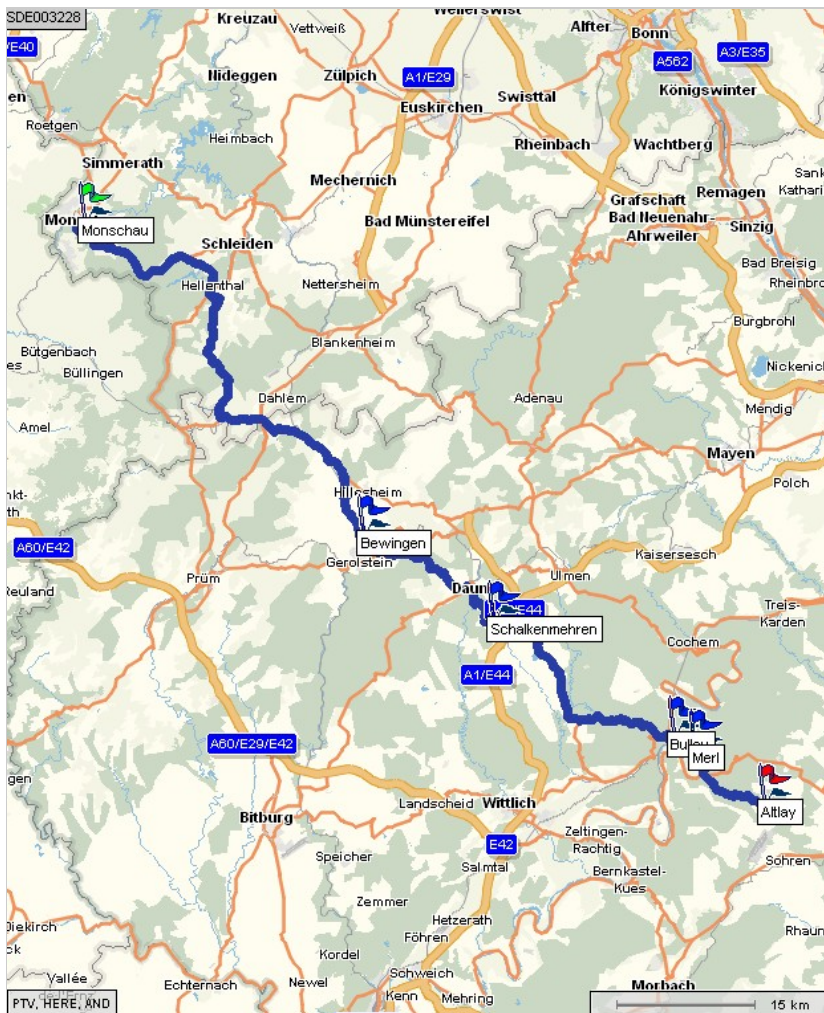 SDE003228
Kreuzau
Vettweiß
Weilerswist
Alfter
Bonn
/E40
Nideggen
Zülpich
A1/E29
A562
A3/E35
Königswinter
Euskirchen
Swisttal
Roetgen
Heimbach
Rheinbach
Wachtberg
Simmerath
Mechernich
Grafschaft
Remagen
Bad Neuenahr-
Ahrweiler
Sinzig
Monschau
Bad Münstereifel
Schleiden
Nettersheim
Bad Breisig
Hellenthal
Burgbrohl
Bütgenbach
Büllingen
Blankenheim
Nickenich
Dahlem
Adenau
Mendig
Amel
Mayen
Hillesheim
Polch
Bewingen
A60/E42
Gerolstein
Kaisersesch
Reuland
Prüm
Daun
Ulmen
E44
Treis-
Karden
Schalkenmehren
Cochem
A1/E44
A60/E29/E42
Merl
Landscheid
Wittlich
Altlay
Bitburg
E42
Zeltingen-
Rachtig
Speicher
Salmtal
Sohren
Bernkastel-
Kues
Zemmer
Hetzerath
Diekirch
Föhren
Kordel
Vallée
Echternach
Newel
Schweich
Kenn
Mehring
Morbach
PTV, HERE, AND
15 km